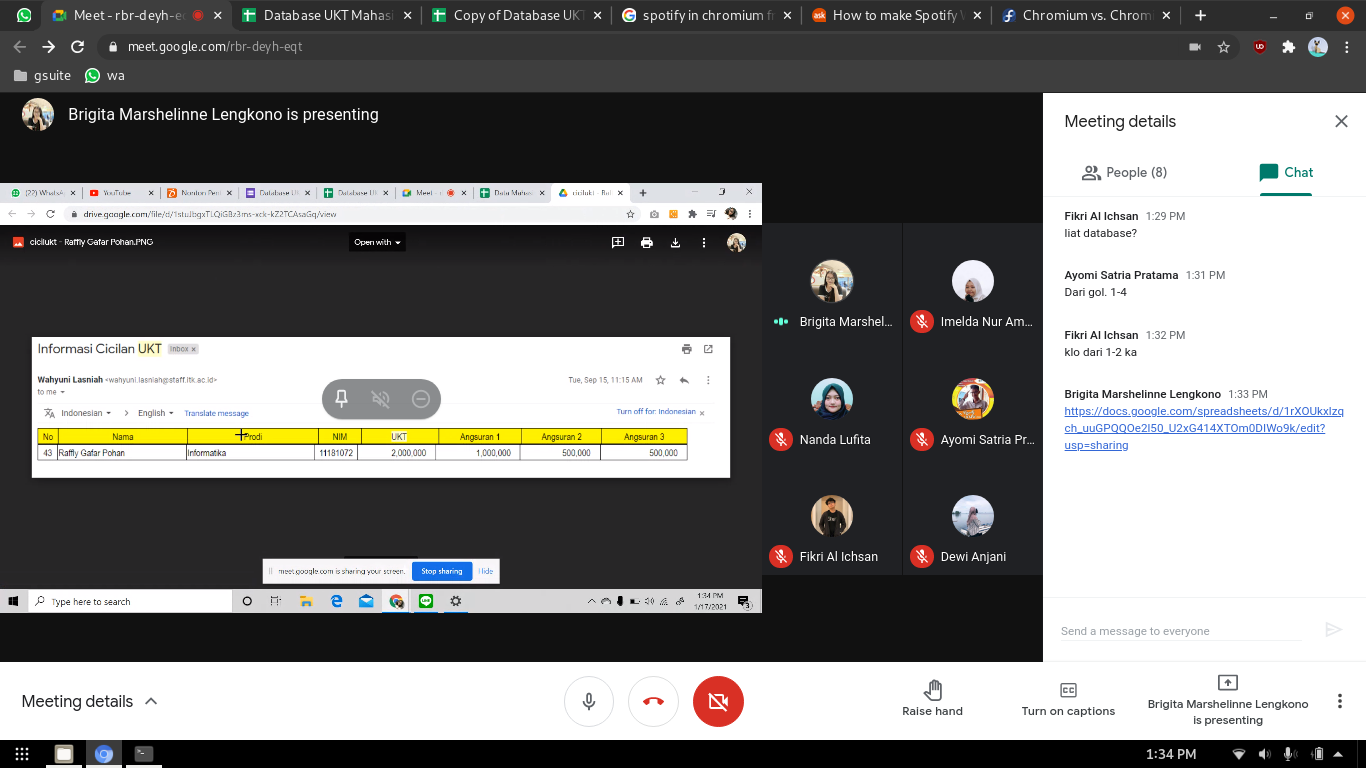 Meet - rbr-deyh-eq
Database UKT Mahasi
Copy of Database UKT
spotify in chromium f
How to make Spotify
Chromium vs. Chrom
meet.google.com/rbr-deyh-eqt
gsuite
wa
Brigita Marshelinne Lengkono is presenting
(22) WhatsA
YouTube
Nonton Pen
Database U
Database Uk
Meet -
Data Mahas
cicilukt - Raf
drive.google.com/file/d/1stuJbgxTLQiGBz3ms-xck-kZ2TCAsaGq/view
cicilukt - Raffly Gafar Pohan.PNG
Open with
Informasi Cicilan UKT Inbox x
Wahyuni Lasniah <wahyuni.lasniah@staff.itk.ac.id>
Tue, Sep 15, 11:15 AM
to me
Indonesian > English Translate message
Turn off for: Indonesian x
No Nama Prodi NIM UKT Angsuran 1 Angsuran 2 Angsuran 3
43 Raffly Gafar Pohan Informatika 11181072 2,000,000 1,000,000 500,000 500,000
meet.google.com is sharing your screen. Stop sharing Hide
Type here to search
1:34 PM
1/17/2021
3
Brigita Marshel...
Imelda Nur Am...
Nanda Lufita
Ayomi Satria Pr...
Fikri Al Ichsan
Dewi Anjani
Meeting details
People (8)
Chat
Fikri Al Ichsan 1:29 PM
liat database?
Ayomi Satria Pratama 1:31 PM
Dari gol. 1-4
Fikri Al Ichsan 1:32 PM
klo dari 1-2 ka
Brigita Marshelinne Lengkono 1:33 PM
https://docs.google.com/spreadsheets/d/1rXOUkxlzq
ch_uuGPQQOe2I50_U2xG414XTOm0DIWo9k/edit?
usp=sharing
Send a message to everyone
Meeting details
Raise hand
Turn on captions
Brigita Marshelinne Lengkono
is presenting
1:34 PM